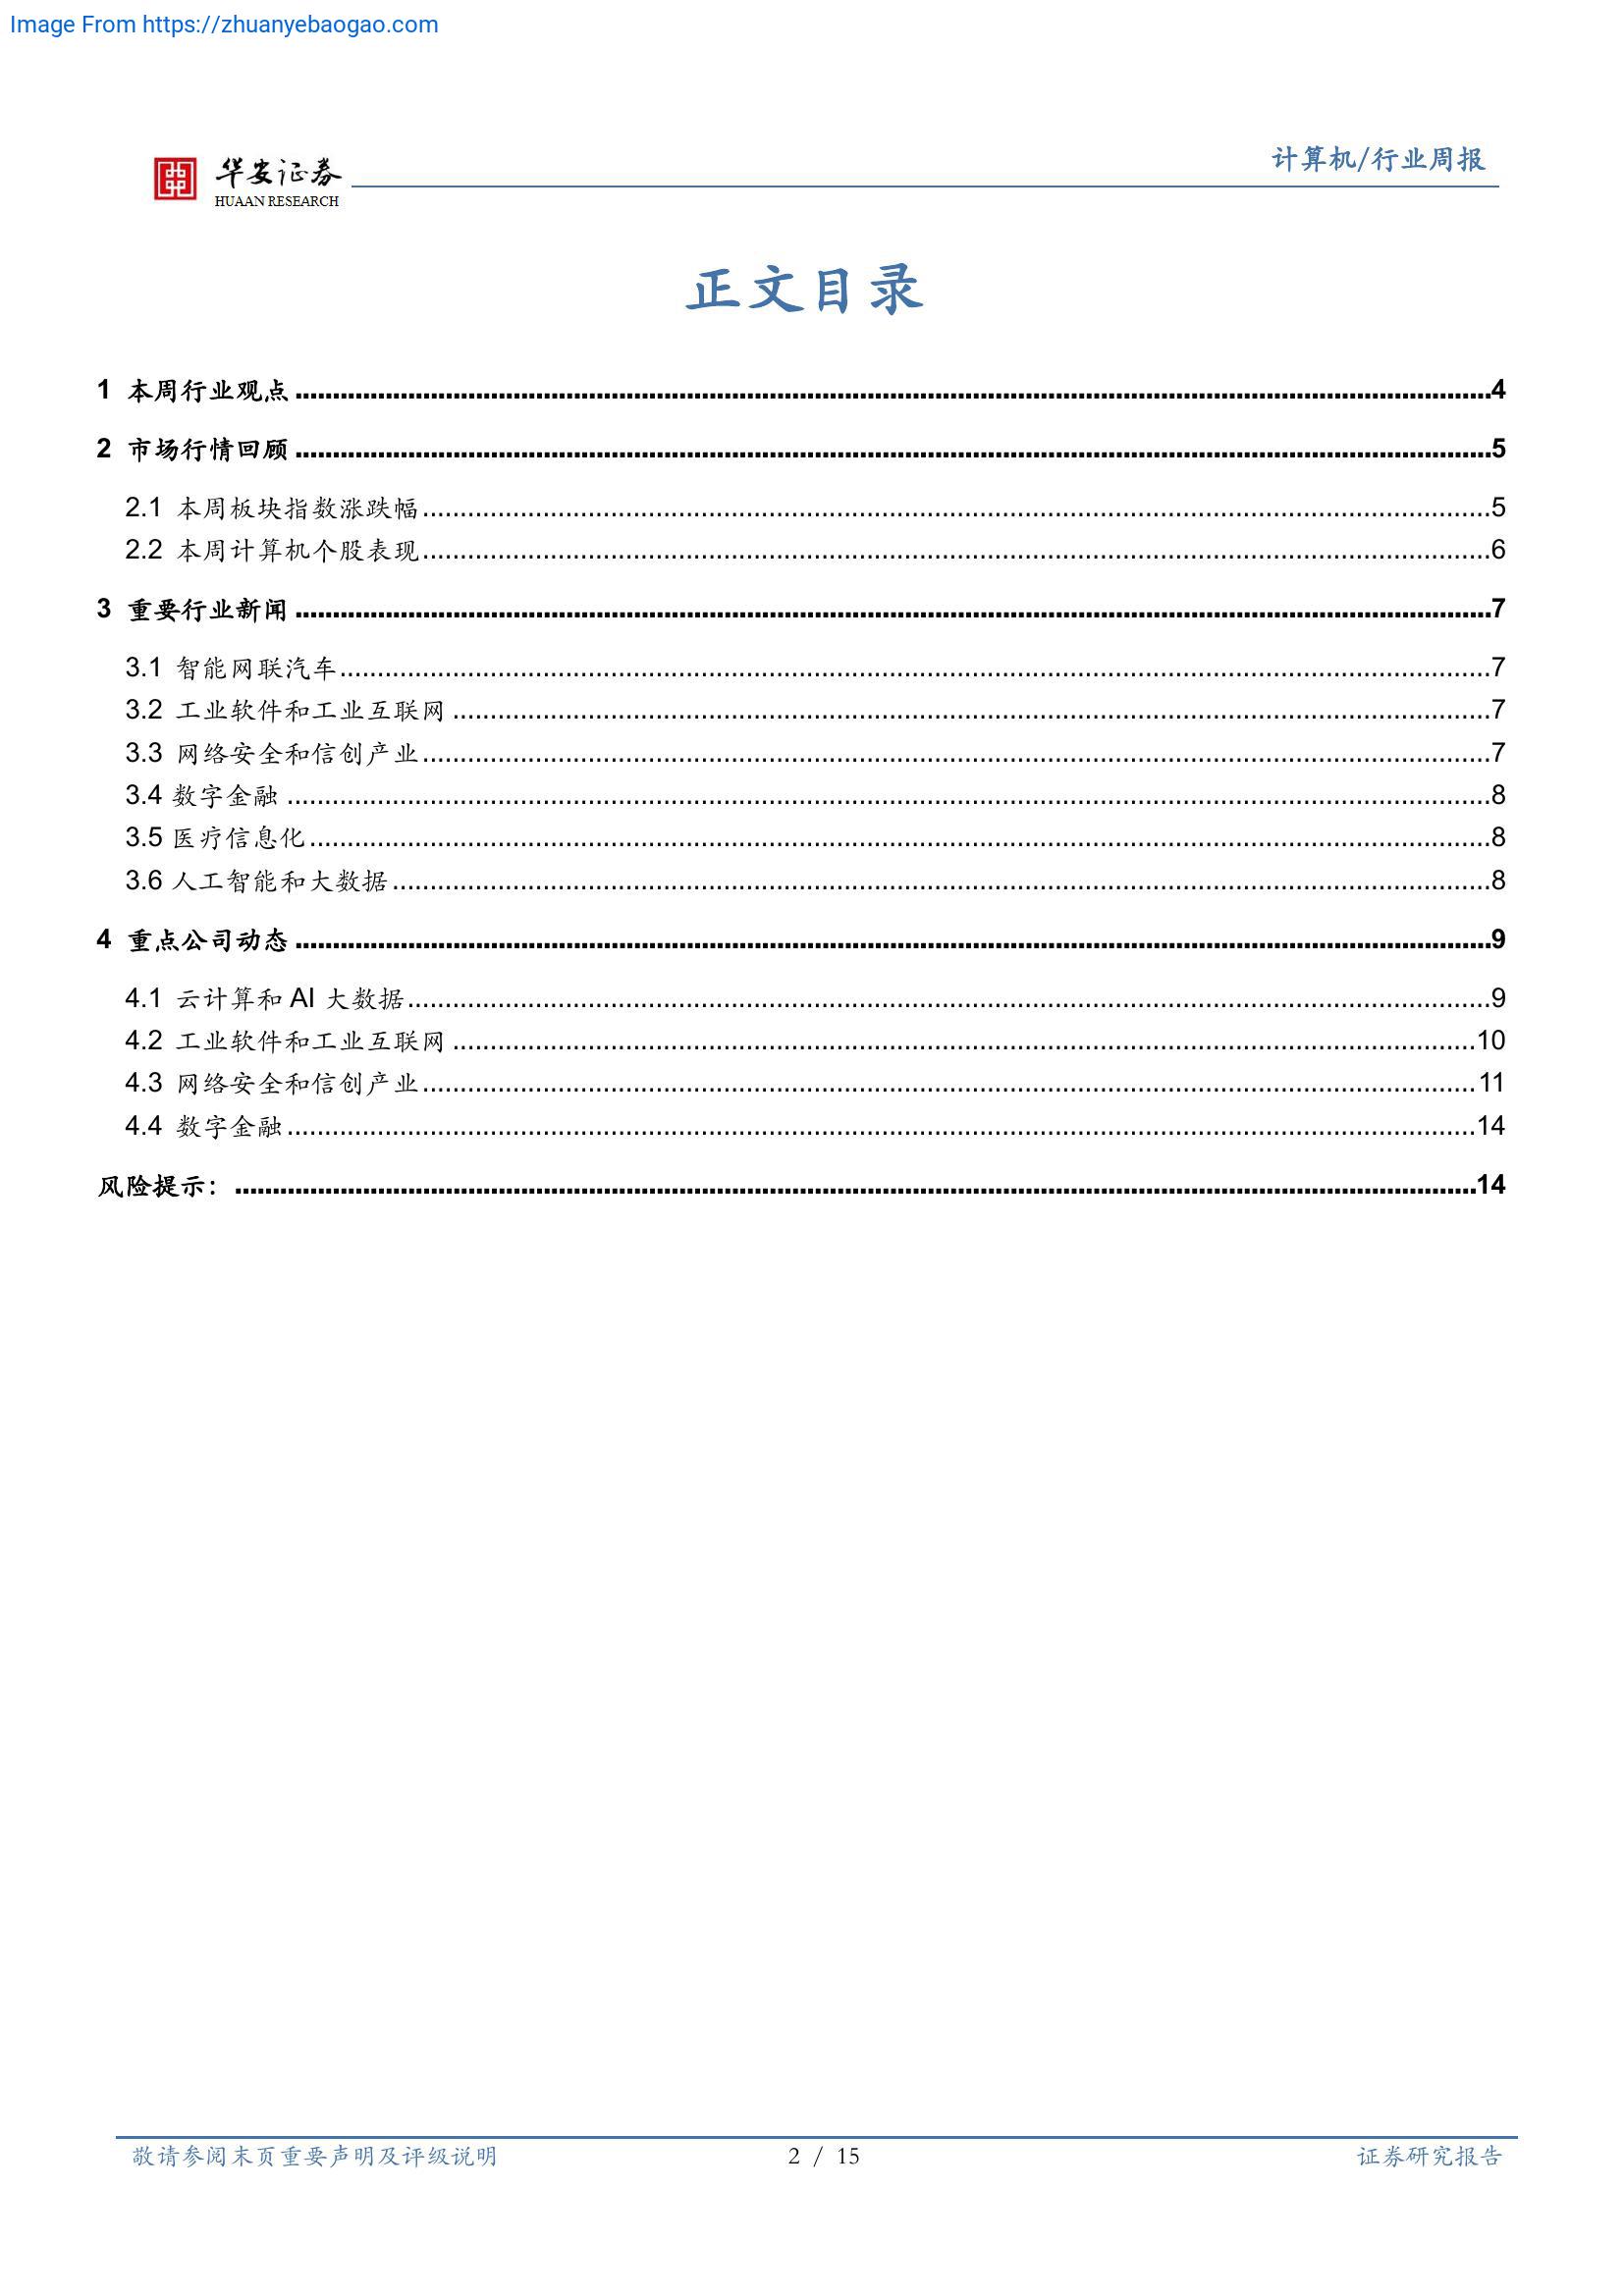 Image From https://zhuanyebaogao.com
华安证券
HUAAN RESEARCH
计算机/行业周报
正文目录
1 本周行业观点 ........................................ 4
2 市场行情回顾 ........................................ 5
2.1 本周板块指数涨跌幅 ........................................ 5
2.2 本周计算机个股表现 ........................................ 6
3 重要行业新闻 ........................................ 7
3.1 智能网联汽车 ........................................ 7
3.2 工业软件和工业互联网 ........................................ 7
3.3 网络安全和信创产业 ........................................ 7
3.4 数字金融 ........................................ 8
3.5 医疗信息化 ........................................ 8
3.6 人工智能和大数据 ........................................ 8
4 重点公司动态 ........................................ 9
4.1 云计算和 AI 大数据 ........................................ 9
4.2 工业软件和工业互联网 ........................................ 10
4.3 网络安全和信创产业 ........................................ 11
4.4 数字金融 ........................................ 14
风险提示： ........................................ 14
敬请参阅末页重要声明及评级说明
2 / 15
证券研究报告